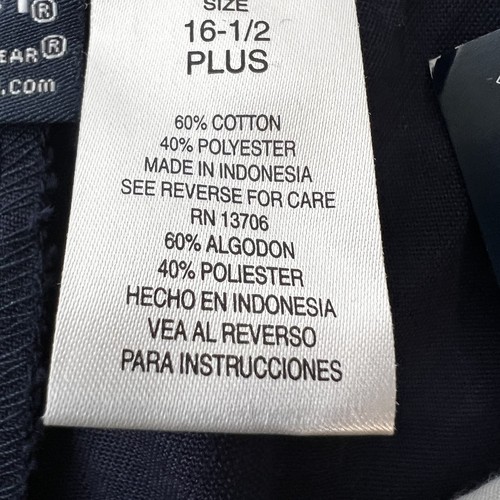 ®
EAR®
.com
SIZE
16-1/2
PLUS
60% COTTON
40% POLYESTER
MADE IN INDONESIA
SEE REVERSE FOR CARE
RN 13706
60% ALGODON
40% POLIESTER
HECHO EN INDONESIA
VEA AL REVERSO
PARA INSTRUCCIONES